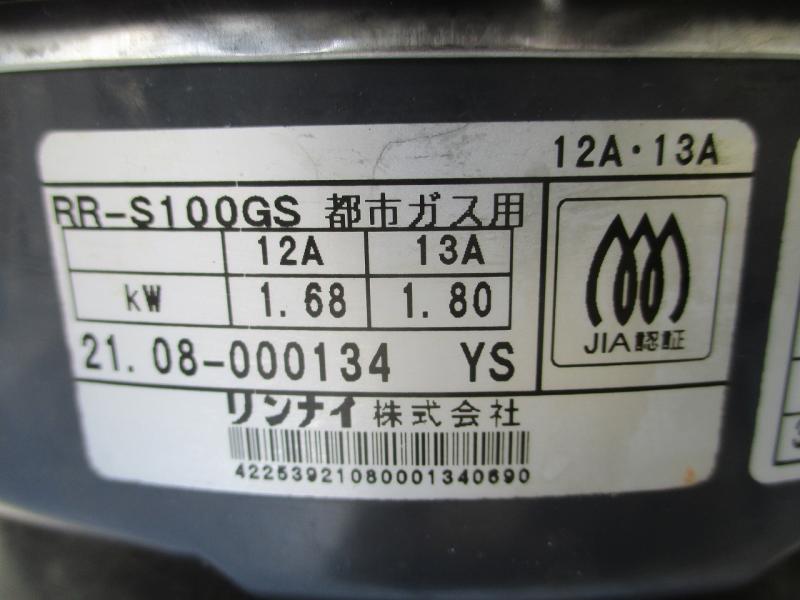 12A・13A
RR-S100GS 都市ガス用
12A 13A
kW 1.68 1.80
21.08-000134 YS
JIA認証
リンナイ株式会社
42253921080001340690